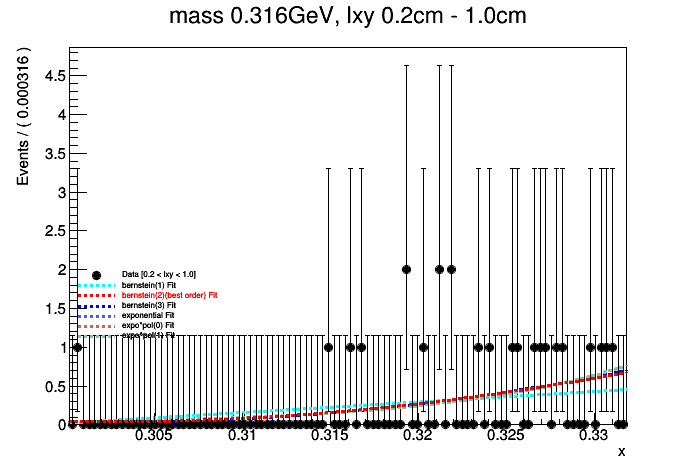 mass 0.316GeV, lxy 0.2cm - 1.0cm
Events / ( 0.000316 )
4.5
4
3.5
3
2.5
2
1.5
1
0.5
0
Data [0.2 < lxy < 1.0]
bernstein(1) Fit
bernstein(2)(best order) Fit
bernstein(3) Fit
exponential Fit
expo*pol(0) Fit
expo*pol(1) Fit
0.305 0.31 0.315 0.32 0.325 0.33
x